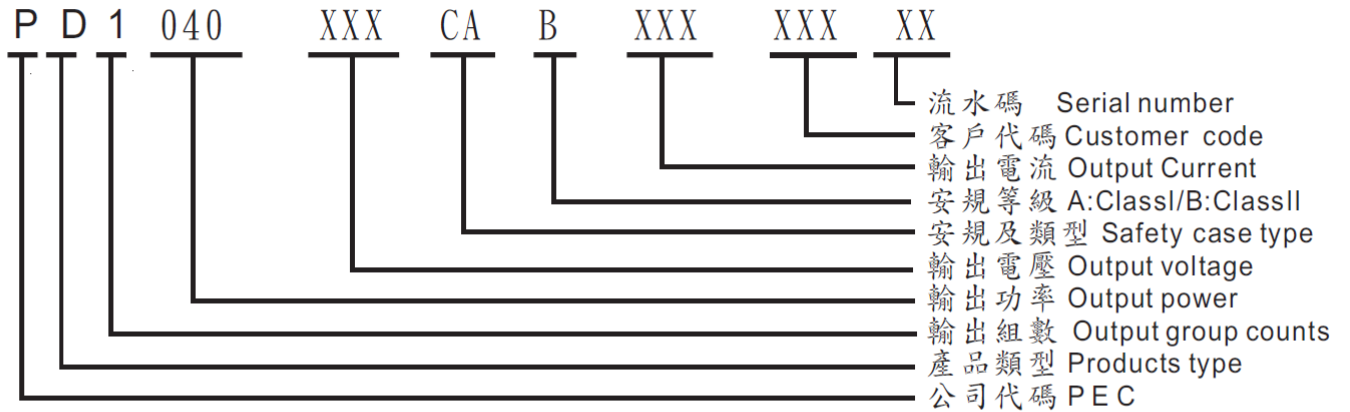 P D 1 040 XXX CA B XXX XXX XX
流水碼 Serial number
客戶代碼 Customer code
輸出電流 Output Current
安規等級 A:ClassI/B:ClassII
安規及類型 Safety case type
輸出電壓 Output voltage
輸出功率 Output power
輸出組數 Output group counts
產品類型 Products type
公司代碼 PEC